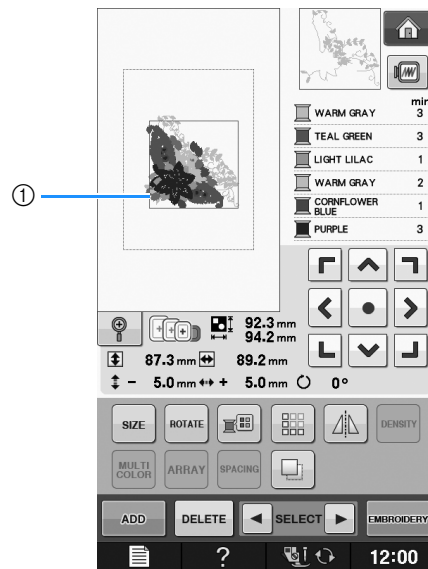 min
WARM GRAY 3
TEAL GREEN 3
LIGHT LILAC 1
WARM GRAY 2
CORNFLOWER
BLUE 1
PURPLE 3
①
92.3 mm
94.2 mm
87.3 mm 89.2 mm
- 5.0 mm + 5.0 mm 0°
SIZE ROTATE DENSITY
MULTI
COLOR ARRAY SPACING
ADD DELETE SELECT EMBROIDERY
? 12:00